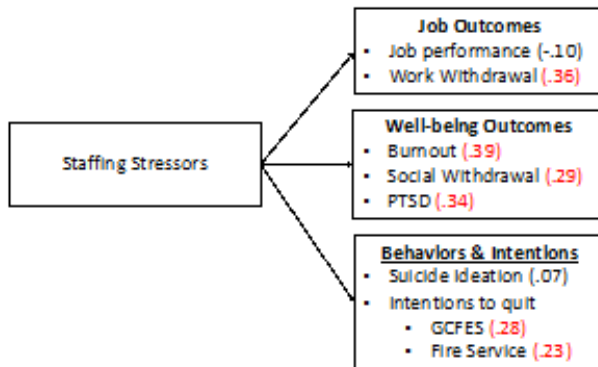 Staffing Stressors
Job Outcomes
• Job performance (-.10)
• Work Withdrawal (.36)
Well-being Outcomes
• Burnout (.39)
• Social Withdrawal (.29)
• PTSD (.34)
Behaviors & Intentions
• Suicide Ideation (.07)
• Intentions to quit
• GCFES (.28)
• Fire Service (.23)